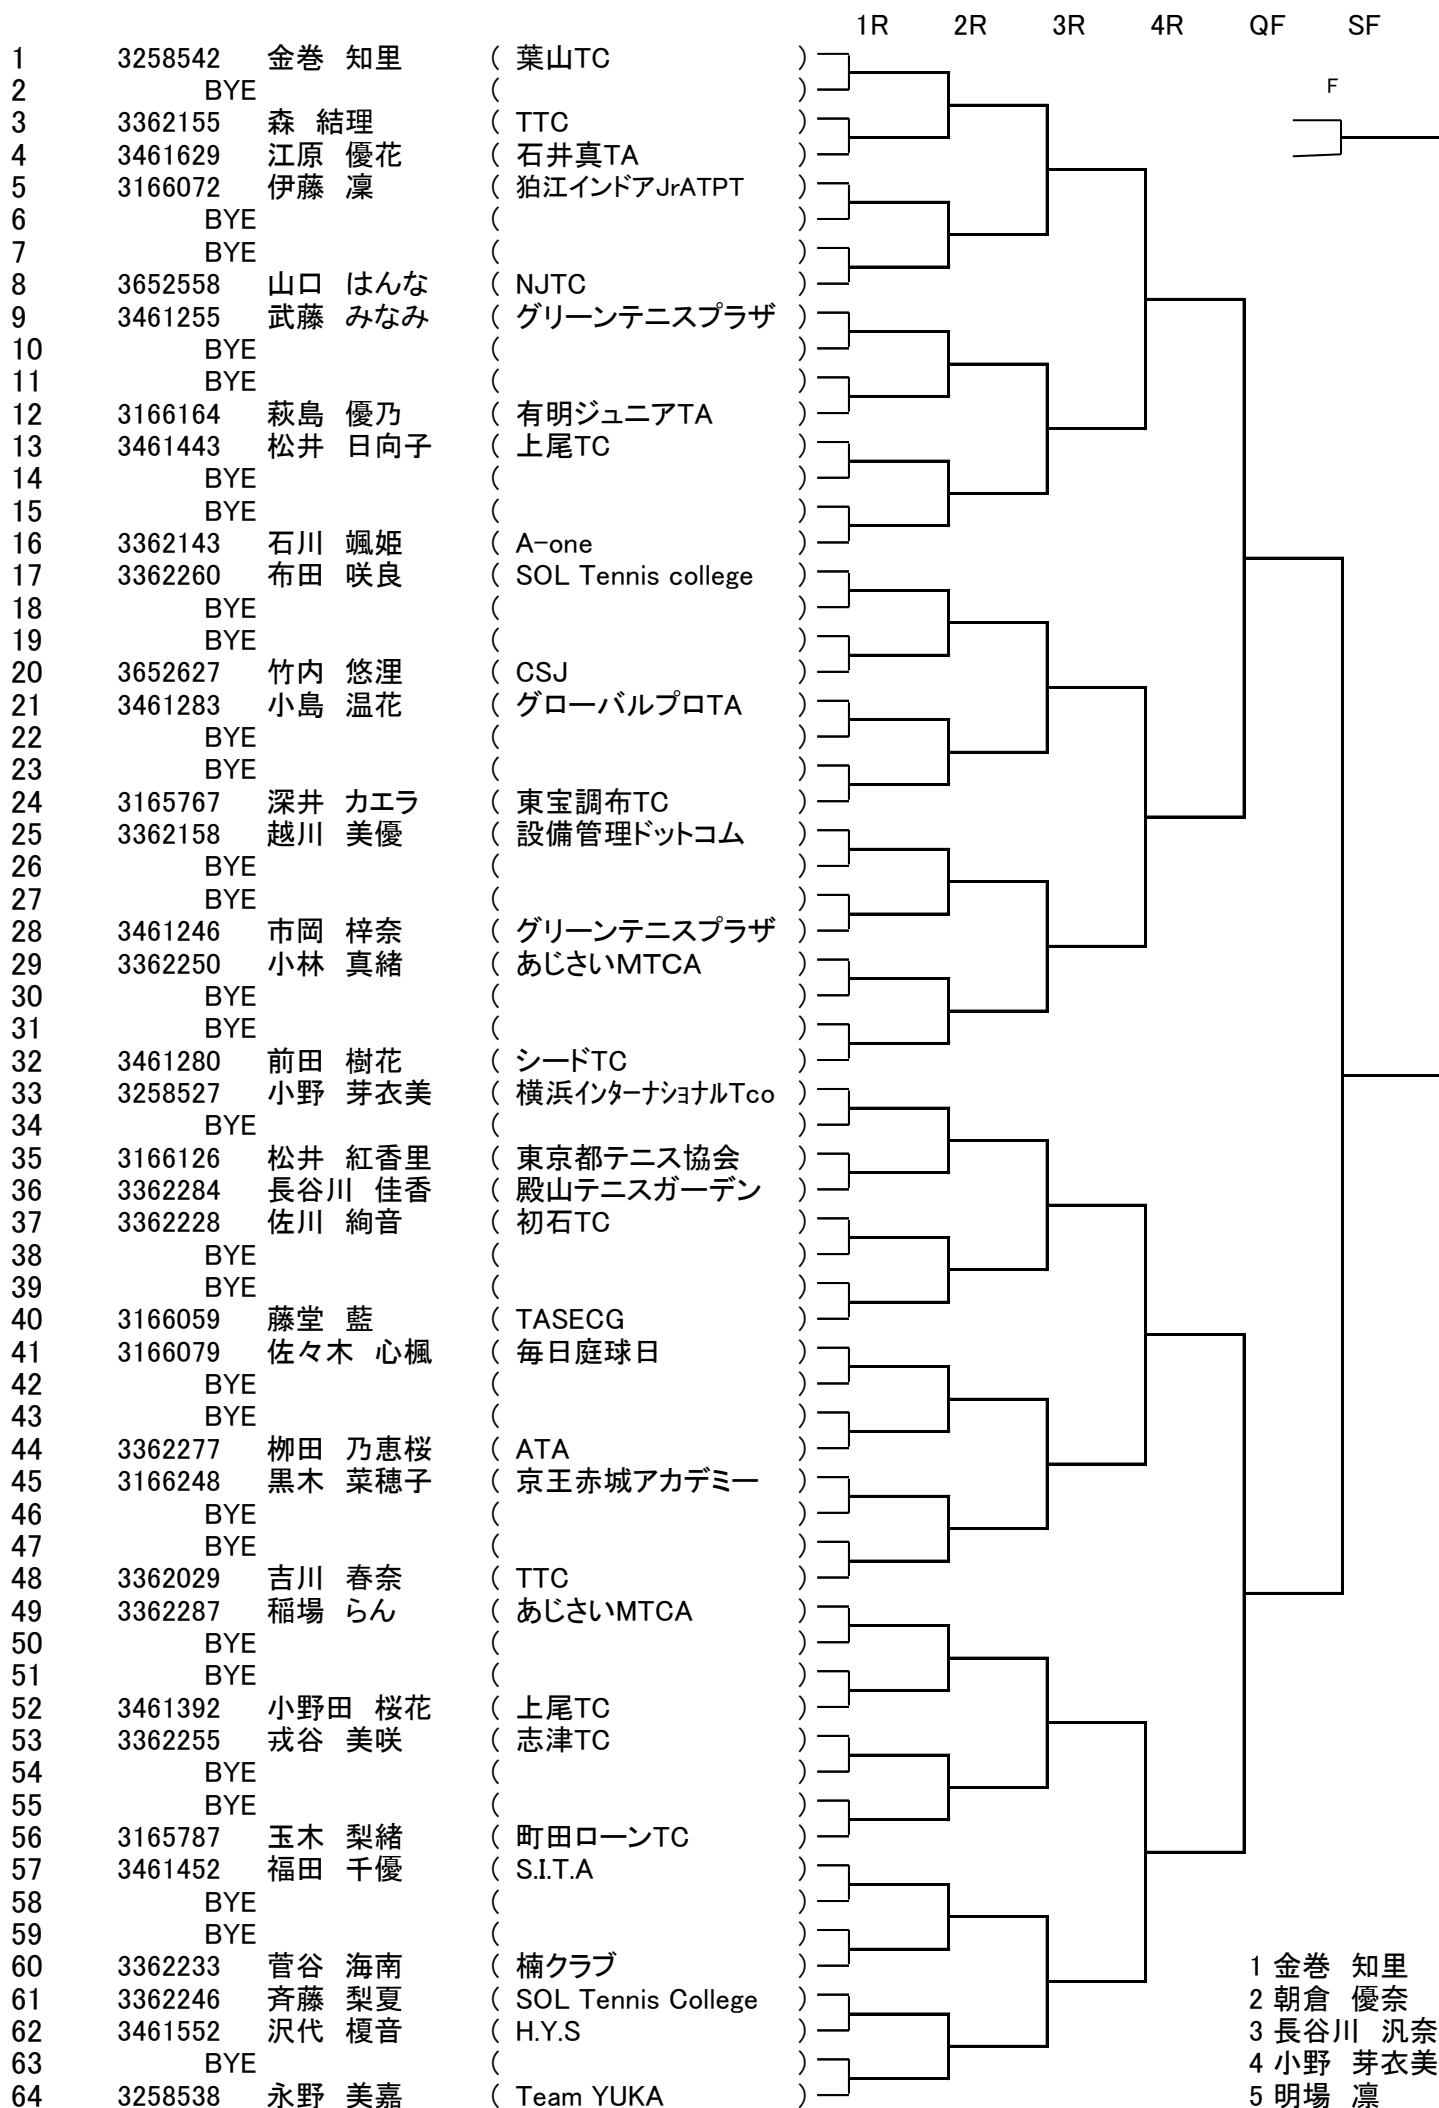 1R 2R 3R 4R QF SF
1 3258542 金巻 知里 ( 葉山TC )
2 BYE ( )
F
3 3362155 森 結理 ( TTC )
4 3461629 江原 優花 ( 石井真TA )
5 3166072 伊藤 凜 ( 狛江インドアJrATPT )
6 BYE ( )
7 BYE ( )
8 3652558 山口 はんな ( NJTC )
9 3461255 武藤 みなみ ( グリーンテニスプラザ )
10 BYE ( )
11 BYE ( )
12 3166164 萩島 優乃 ( 有明ジュニアTA )
13 3461443 松井 日向子 ( 上尾TC )
14 BYE ( )
15 BYE ( )
16 3362143 石川 颯姫 ( A-one )
17 3362260 布田 咲良 ( SOL Tennis college )
18 BYE ( )
19 BYE ( )
20 3652627 竹内 悠浬 ( CSJ )
21 3461283 小島 温花 ( グローバルプロTA )
22 BYE ( )
23 BYE ( )
24 3165767 深井 カエラ ( 東宝調布TC )
25 3362158 越川 美優 ( 設備管理ドットコム )
26 BYE ( )
27 BYE ( )
28 3461246 市岡 梓奈 ( グリーンテニスプラザ )
29 3362250 小林 真緒 ( あじさいMTCA )
30 BYE ( )
31 BYE ( )
32 3461280 前田 樹花 ( シードTC )
33 3258527 小野 芽衣美 ( 横浜インターナショナルTco )
34 BYE ( )
35 3166126 松井 紅香里 ( 東京都テニス協会 )
36 3362284 長谷川 佳香 ( 殿山テニスガーデン )
37 3362228 佐川 絢音 ( 初石TC )
38 BYE ( )
39 BYE ( )
40 3166059 藤堂 藍 ( TASECG )
41 3166079 佐々木 心楓 ( 毎日庭球日 )
42 BYE ( )
43 BYE ( )
44 3362277 栁田 乃恵桜 ( ATA )
45 3166248 黒木 菜穂子 ( 京王赤城アカデミー )
46 BYE ( )
47 BYE ( )
48 3362029 吉川 春奈 ( TTC )
49 3362287 稲場 らん ( あじさいMTCA )
50 BYE ( )
51 BYE ( )
52 3461392 小野田 桜花 ( 上尾TC )
53 3362255 戎谷 美咲 ( 志津TC )
54 BYE ( )
55 BYE ( )
56 3165787 玉木 梨緒 ( 町田ローンTC )
57 3461452 福田 千優 ( S.I.T.A )
58 BYE ( )
59 BYE ( )
60 3362233 菅谷 海南 ( 楠クラブ )
61 3362246 斉藤 梨夏 ( SOL Tennis College )
62 3461552 沢代 榎音 ( H.Y.S )
63 BYE ( )
64 3258538 永野 美嘉 ( Team YUKA )
1 金巻 知里
2 朝倉 優奈
3 長谷川 汎奈
4 小野 芽衣美
5 明場 凛